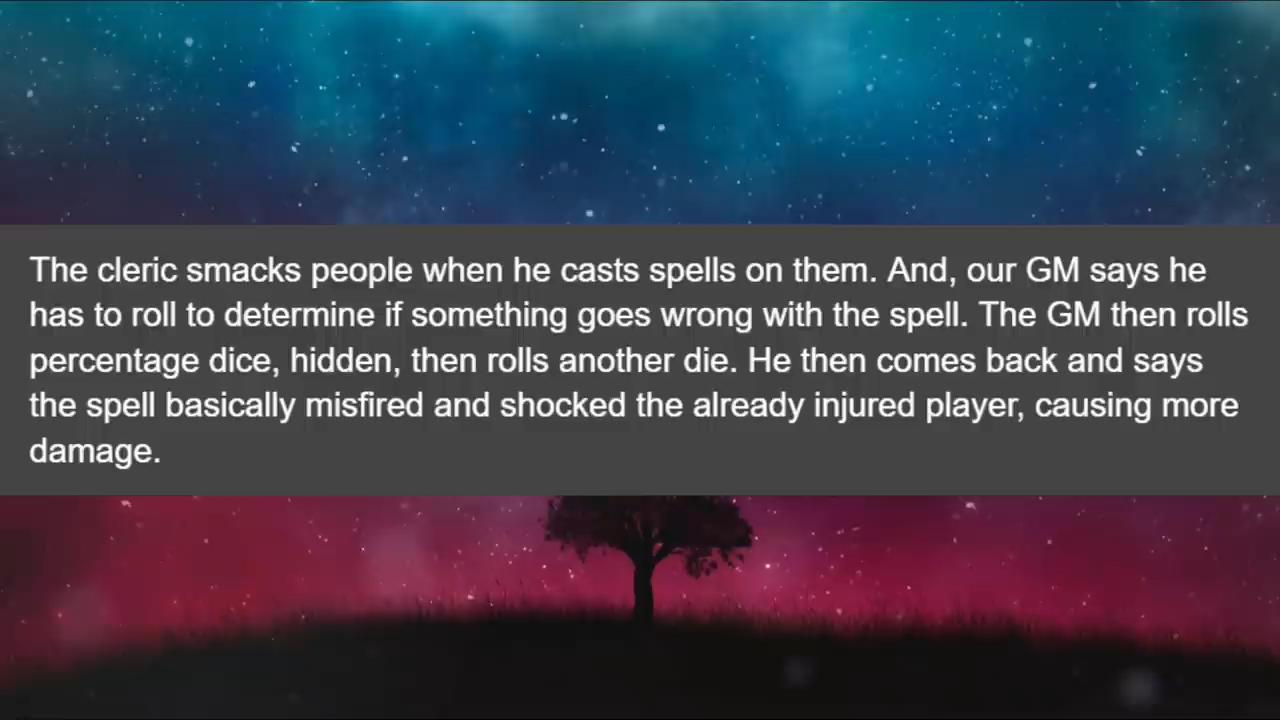 The cleric smacks people when he casts spells on them. And, our GM says he
has to roll to determine if something goes wrong with the spell. The GM then rolls
percentage dice, hidden, then rolls another die. He then comes back and says
the spell basically misfired and shocked the already injured player, causing more
damage.